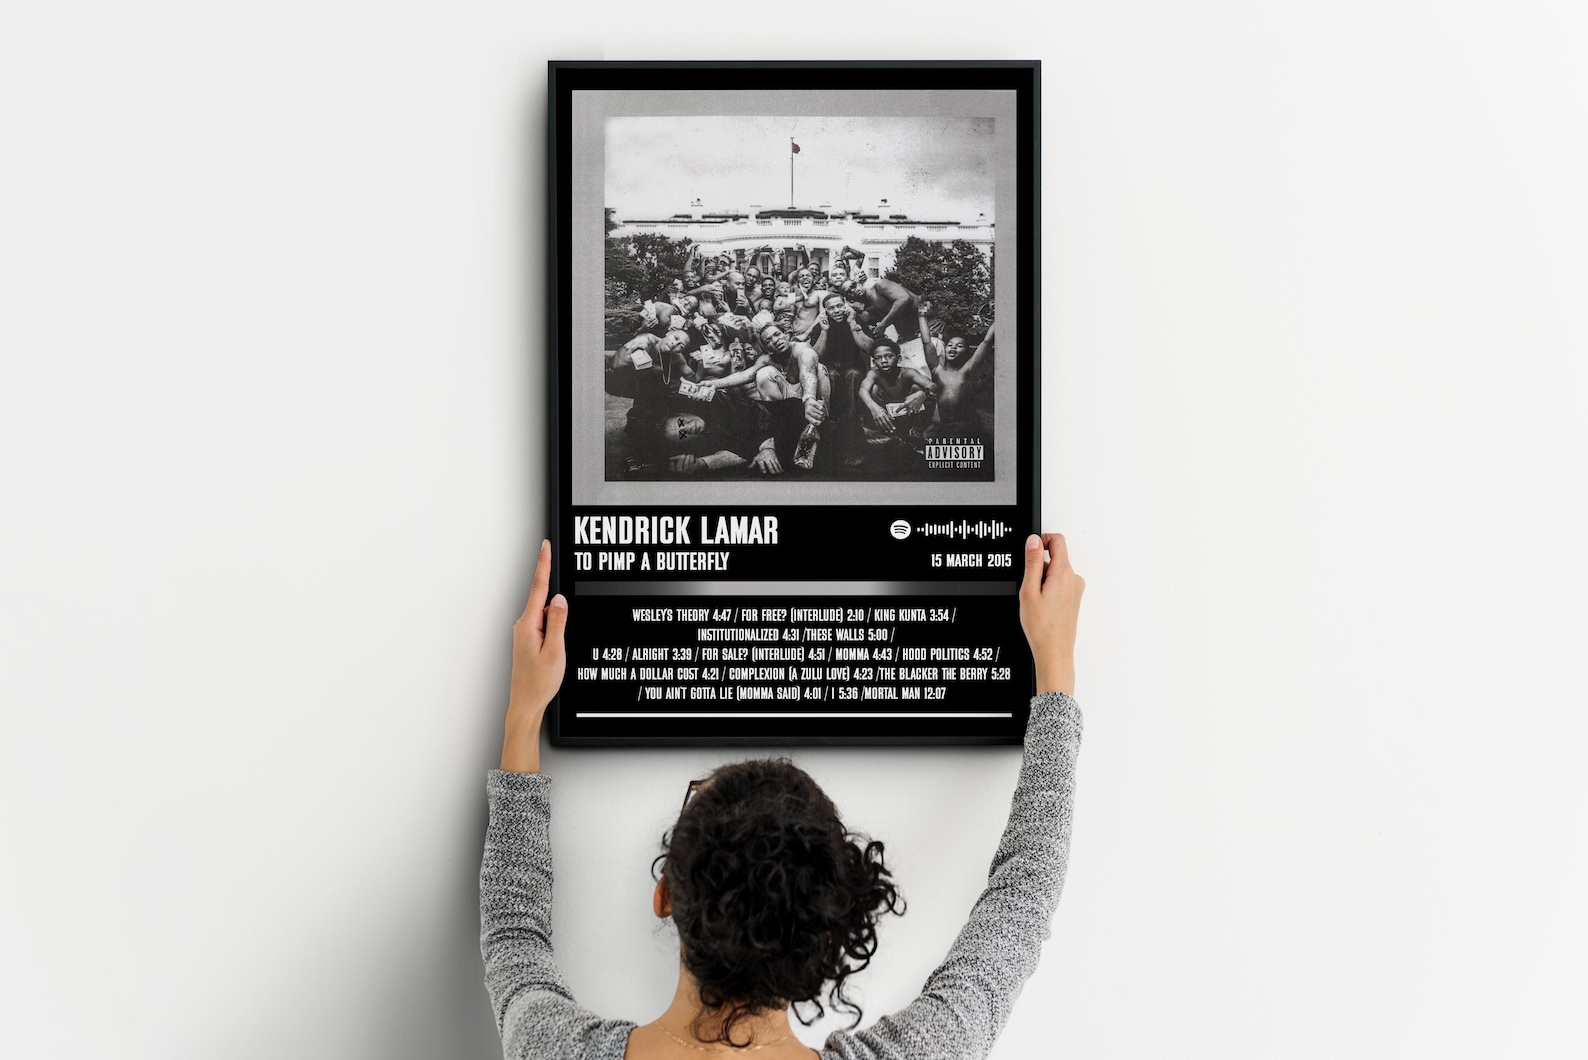 PARENTAL
ADVISORY
EXPLICIT CONTENT
KENDRICK LAMAR
TO PIMP A BUTTERFLY
15 MARCH 2015
WESLEY'S THEORY 4:47 / FOR FREE? (INTERLUDE) 2:10 / KING KUNTA 3:54 /
INSTITUTIONALIZED 4:31 /THESE WALLS 5:00 /
U 4:28 / ALRIGHT 3:39 / FOR SALE? (INTERLUDE) 4:51 / MOMMA 4:43 / HOOD POLITICS 4:52 /
HOW MUCH A DOLLAR COST 4:21 / COMPLEXION (A ZULU LOVE) 4:23 /THE BLACKER THE BERRY 5:28
/ YOU AIN'T GOTTA LIE (MOMMA SAID) 4:01 / I 5:36 /MORTAL MAN 12:07